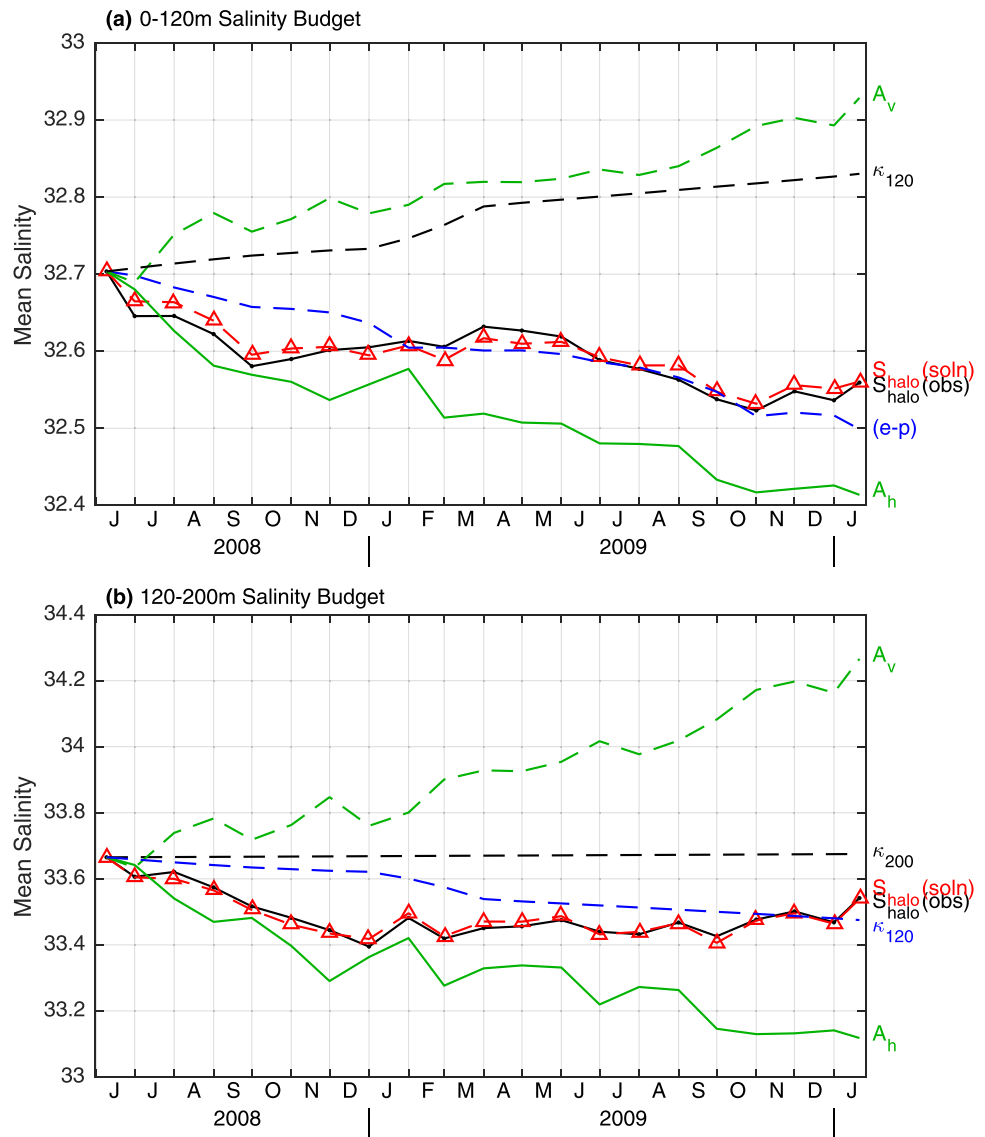 (a) 0-120m Salinity Budget
33
32.9
32.8
32.7
32.6
32.5
32.4
Mean Salinity
A_v
κ_120
S_halo (soln)
S_halo (obs)
(e-p)
A_h
J J A S O N D J F M A M J J A S O N D J
2008 2009
(b) 120-200m Salinity Budget
34.4
34.2
34
33.8
33.6
33.4
33.2
33
Mean Salinity
A_v
κ_200
S_halo (soln)
S_halo (obs)
κ_120
A_h
J J A S O N D J F M A M J J A S O N D J
2008 2009